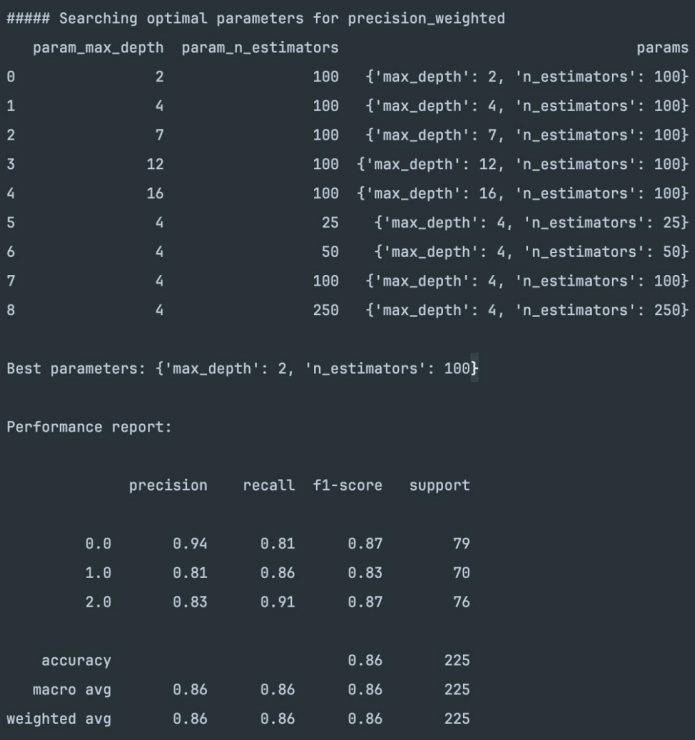 ##### Searching optimal parameters for precision_weighted
param_max_depth param_n_estimators params
0 2 100 {'max_depth': 2, 'n_estimators': 100}
1 4 100 {'max_depth': 4, 'n_estimators': 100}
2 7 100 {'max_depth': 7, 'n_estimators': 100}
3 12 100 {'max_depth': 12, 'n_estimators': 100}
4 16 100 {'max_depth': 16, 'n_estimators': 100}
5 4 25 {'max_depth': 4, 'n_estimators': 25}
6 4 50 {'max_depth': 4, 'n_estimators': 50}
7 4 100 {'max_depth': 4, 'n_estimators': 100}
8 4 250 {'max_depth': 4, 'n_estimators': 250}
Best parameters: {'max_depth': 2, 'n_estimators': 100}
Performance report:
precision recall f1-score support
0.0 0.94 0.81 0.87 79
1.0 0.81 0.86 0.83 70
2.0 0.83 0.91 0.87 76
accuracy 0.86 225
macro avg 0.86 0.86 0.86 225
weighted avg 0.86 0.86 0.86 225